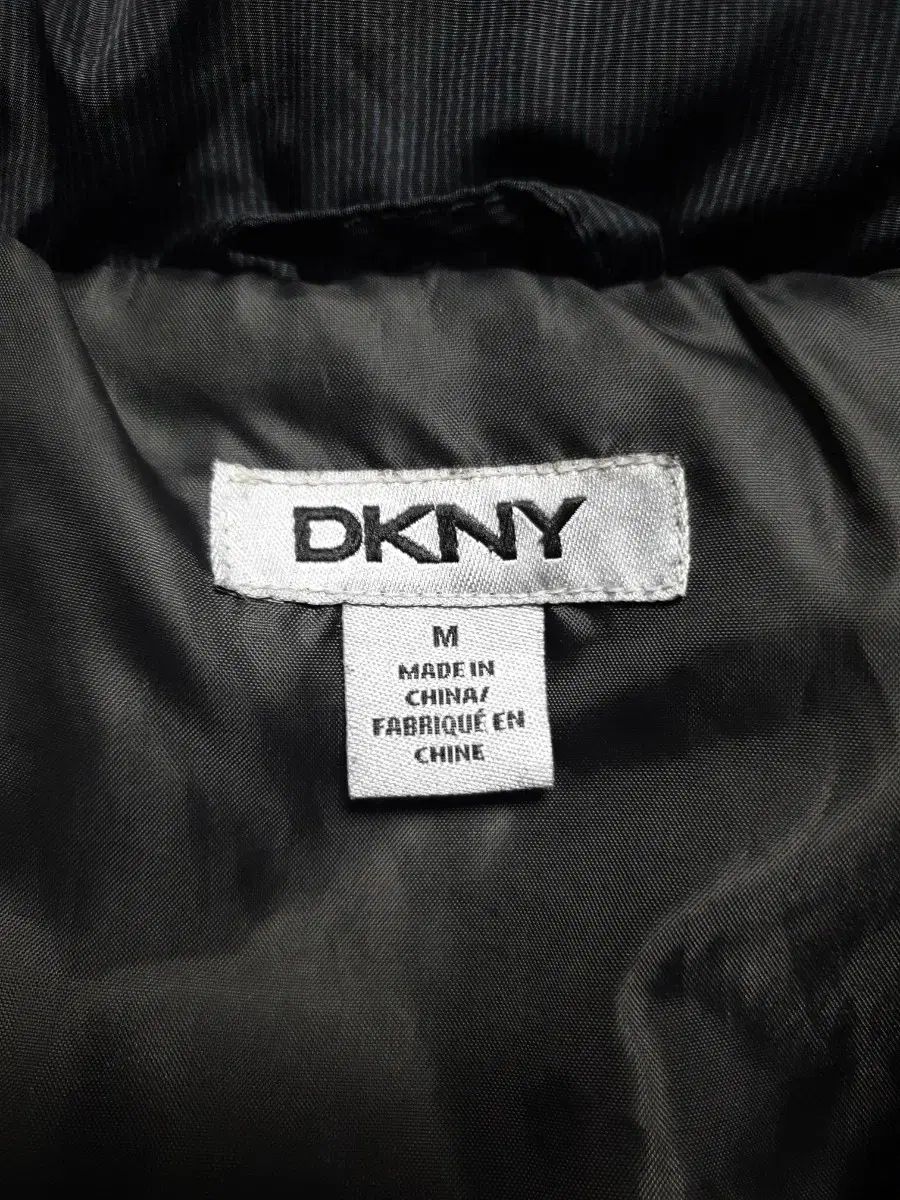 DKNY
M
MADE IN
CHINA/
FABRIQUÉ EN
CHINE